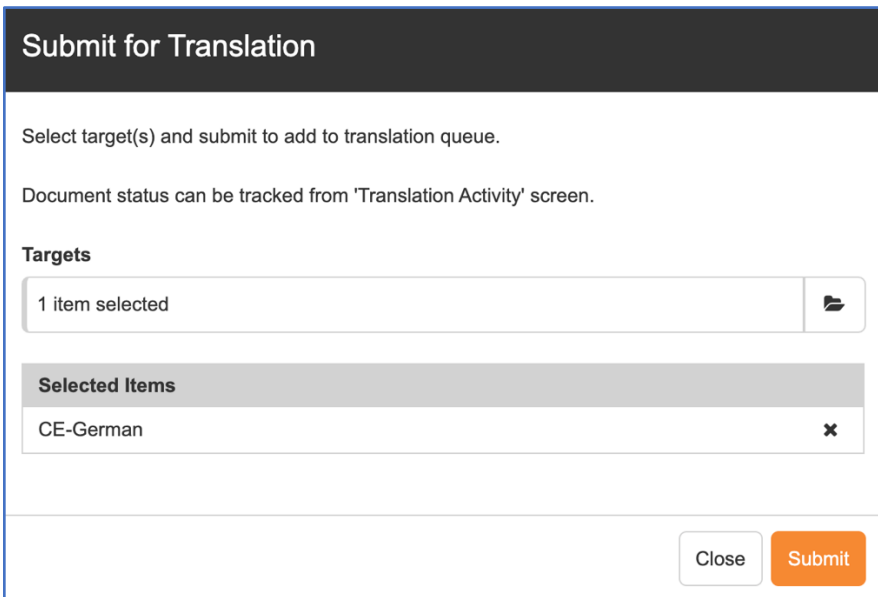 Submit for Translation
Select target(s) and submit to add to translation queue.
Document status can be tracked from 'Translation Activity' screen.
Targets
1 item selected
Selected Items
CE-German
Close
Submit